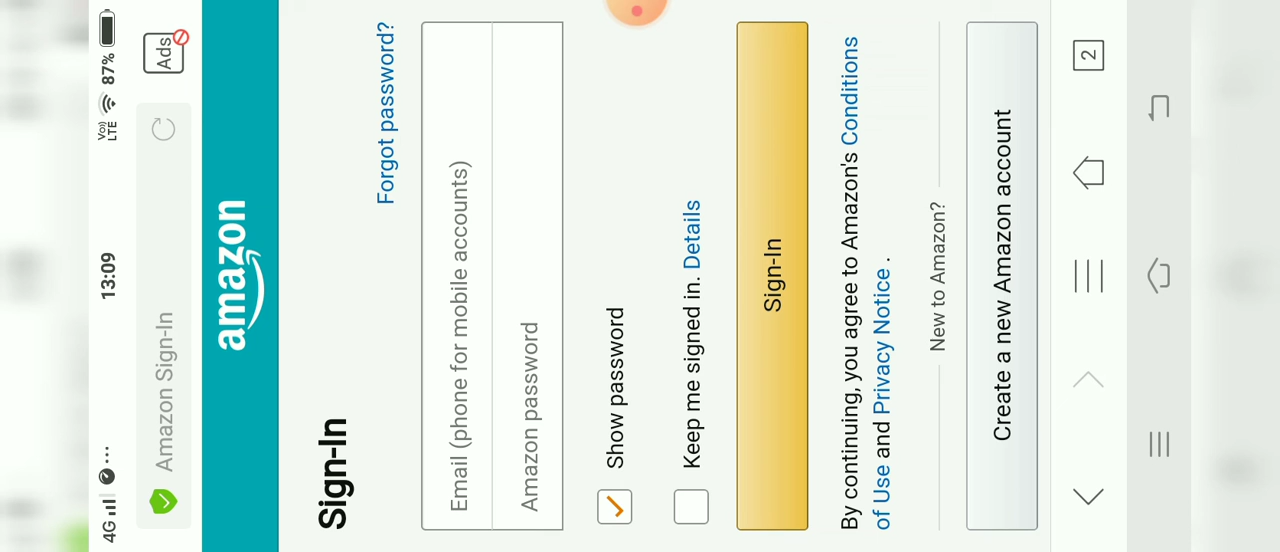 4G ... 13:09 Vo)) LTE 87%
Amazon Sign-In Ads
amazon
Sign-In
Forgot password?
Email (phone for mobile accounts)
Amazon password
Show password
Keep me signed in. Details
Sign-In
By continuing, you agree to Amazon's Conditions
of Use and Privacy Notice .
New to Amazon?
Create a new Amazon account
2